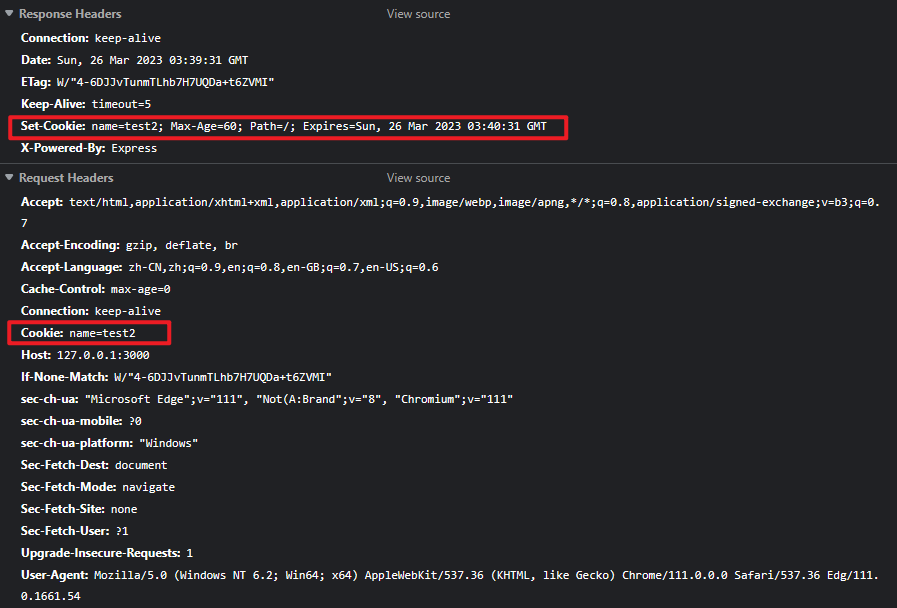 Response Headers View source
Connection: keep-alive
Date: Sun, 26 Mar 2023 03:39:31 GMT
ETag: W/"4-6DJJvTunmTLhb7H7UQDa+t6ZVMI"
Keep-Alive: timeout=5
Set-Cookie: name=test2; Max-Age=60; Path=/; Expires=Sun, 26 Mar 2023 03:40:31 GMT
X-Powered-By: Express
Request Headers View source
Accept: text/html,application/xhtml+xml,application/xml;q=0.9,image/webp,image/apng,*/*;q=0.8,application/signed-exchange;v=b3;q=0.
7
Accept-Encoding: gzip, deflate, br
Accept-Language: zh-CN,zh;q=0.9,en;q=0.8,en-GB;q=0.7,en-US;q=0.6
Cache-Control: max-age=0
Connection: keep-alive
Cookie: name=test2
Host: 127.0.0.1:3000
If-None-Match: W/"4-6DJJvTunmTLhb7H7UQDa+t6ZVMI"
sec-ch-ua: "Microsoft Edge";v="111", "Not(A:Brand";v="8", "Chromium";v="111"
sec-ch-ua-mobile: ?0
sec-ch-ua-platform: "Windows"
Sec-Fetch-Dest: document
Sec-Fetch-Mode: navigate
Sec-Fetch-Site: none
Sec-Fetch-User: ?1
Upgrade-Insecure-Requests: 1
User-Agent: Mozilla/5.0 (Windows NT 6.2; Win64; x64) AppleWebKit/537.36 (KHTML, like Gecko) Chrome/111.0.0.0 Safari/537.36 Edg/111.
0.1661.54